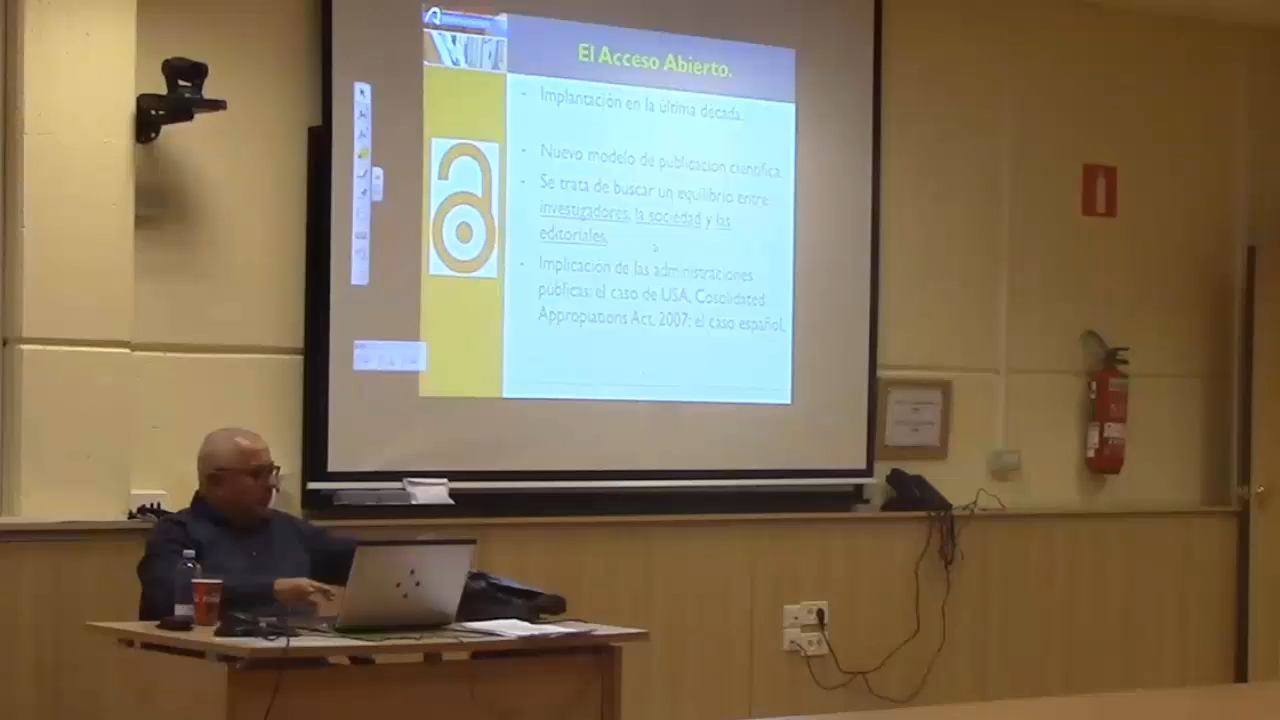 El Acceso Abierto.
- Implantación en la última década.
- Nuevo modelo de publicación científica.
- Se trata de buscar un equilibrio entre
investigadores, la sociedad y las
editoriales.
- Implicación de las administraciones
públicas: el caso de USA, Cosolidated
Appropiations Act, 2007; el caso español.